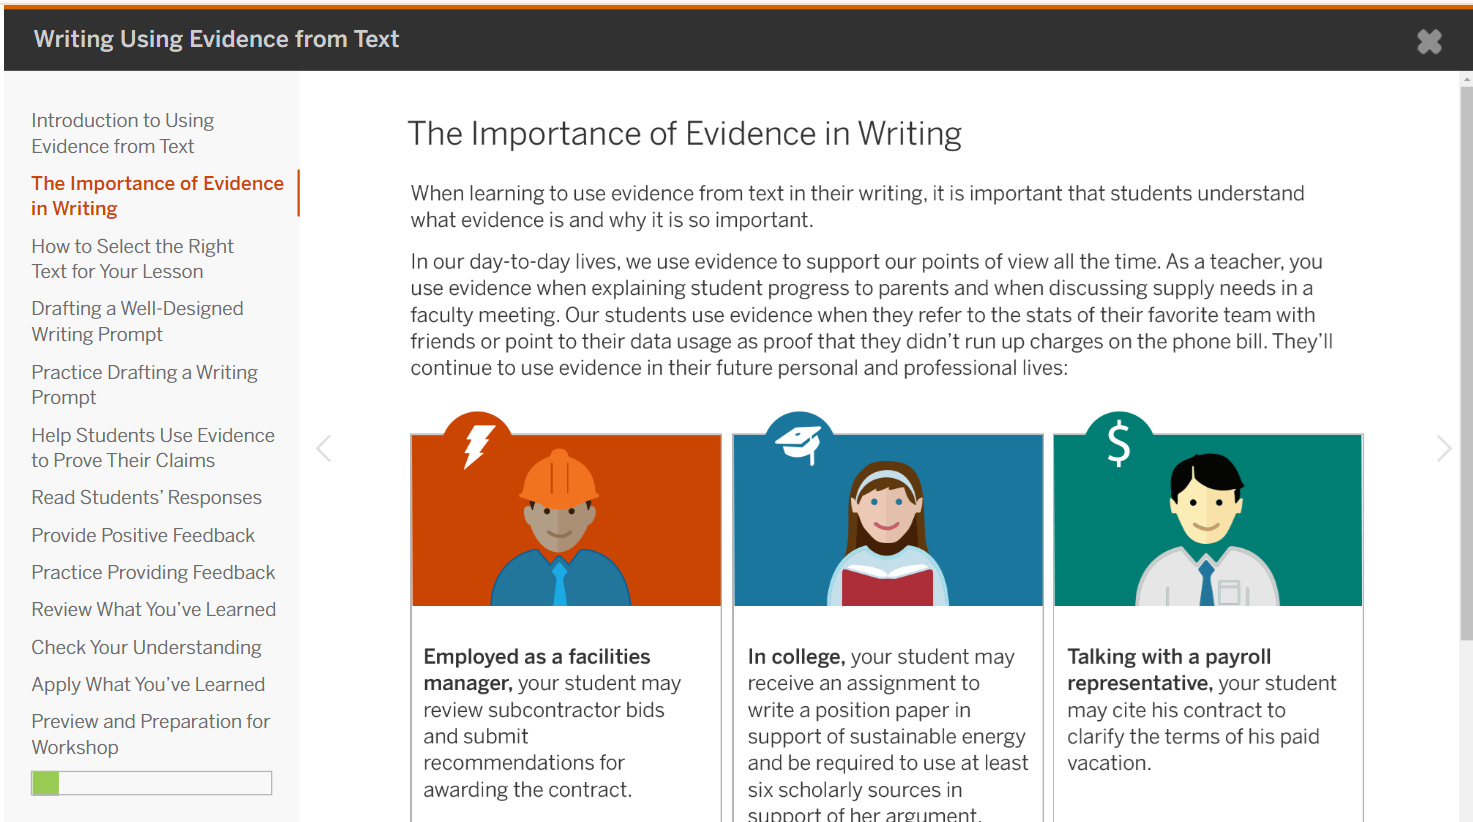 Writing Using Evidence from Text
Introduction to Using
Evidence from Text
The Importance of Evidence
in Writing
How to Select the Right
Text for Your Lesson
Drafting a Well-Designed
Writing Prompt
Practice Drafting a Writing
Prompt
Help Students Use Evidence
to Prove Their Claims
Read Students’ Responses
Provide Positive Feedback
Practice Providing Feedback
Review What You’ve Learned
Check Your Understanding
Apply What You’ve Learned
Preview and Preparation for
Workshop
The Importance of Evidence in Writing
When learning to use evidence from text in their writing, it is important that students understand
what evidence is and why it is so important.
In our day-to-day lives, we use evidence to support our points of view all the time. As a teacher, you
use evidence when explaining student progress to parents and when discussing supply needs in a
faculty meeting. Our students use evidence when they refer to the stats of their favorite team with
friends or point to their data usage as proof that they didn’t run up charges on the phone bill. They’ll
continue to use evidence in their future personal and professional lives:
$
Employed as a facilities
manager, your student may
review subcontractor bids
and submit
recommendations for
awarding the contract.
In college, your student may
receive an assignment to
write a position paper in
support of sustainable energy
and be required to use at least
six scholarly sources in
support of her argument.
Talking with a payroll
representative, your student
may cite his contract to
clarify the terms of his paid
vacation.